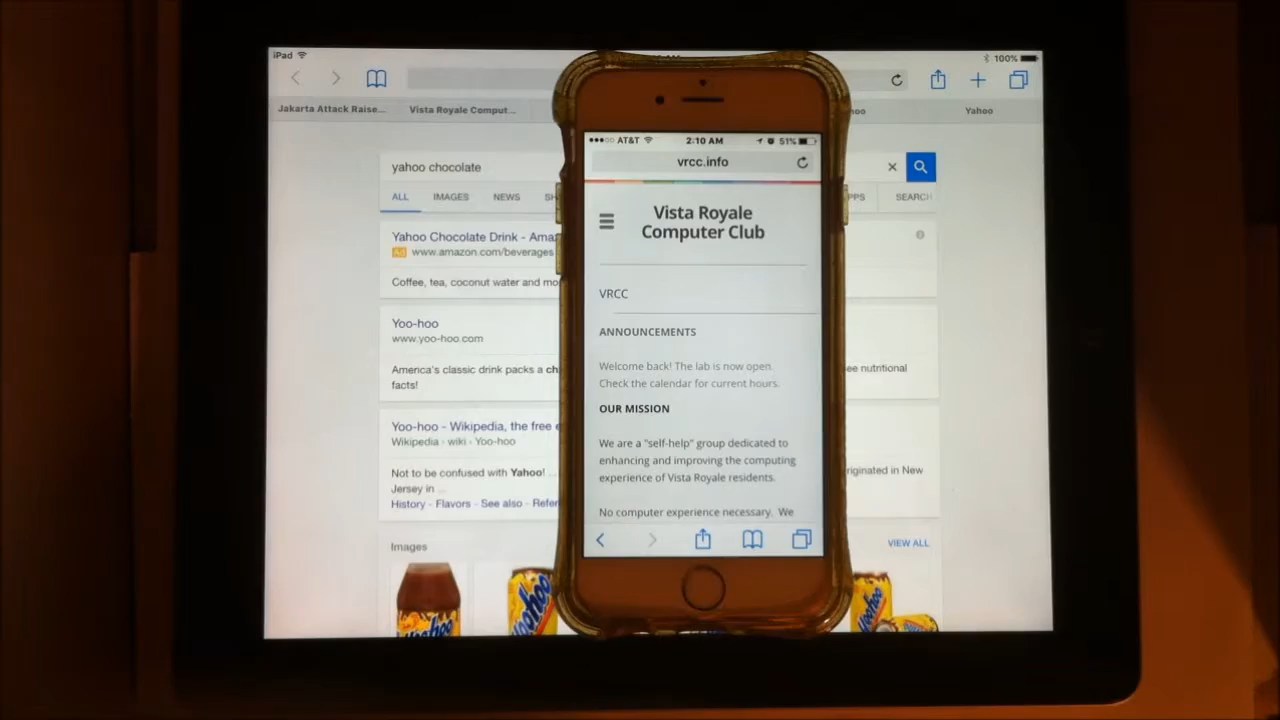 iPad
100%
Jakarta Attack Raise...
Vista Royale Comput...
hoo
Yahoo
yahoo chocolate
ALL
IMAGES
NEWS
SH
PPS
SEARCH
Yahoo Chocolate Drink - Ama
Ad www.amazon.com/beverages
Coffee, tea, coconut water and mo
Yoo-hoo
www.yoo-hoo.com
America's classic drink packs a ch
ee nutritional
facts!
Yoo-hoo - Wikipedia, the free e
Wikipedia › wiki › Yoo-hoo
Not to be confused with Yahoo! ...
riginated in New
Jersey in ...
History - Flavors - See also - Refer
Images
VIEW ALL
Yoohoo
Yoohoo
Yoohoo
AT&T
2:10 AM
51%
vrcc.info
Vista Royale
Computer Club
VRCC
ANNOUNCEMENTS
Welcome back! The lab is now open.
Check the calendar for current hours.
OUR MISSION
We are a "self-help" group dedicated to
enhancing and improving the computing
experience of Vista Royale residents.
No computer experience necessary. We